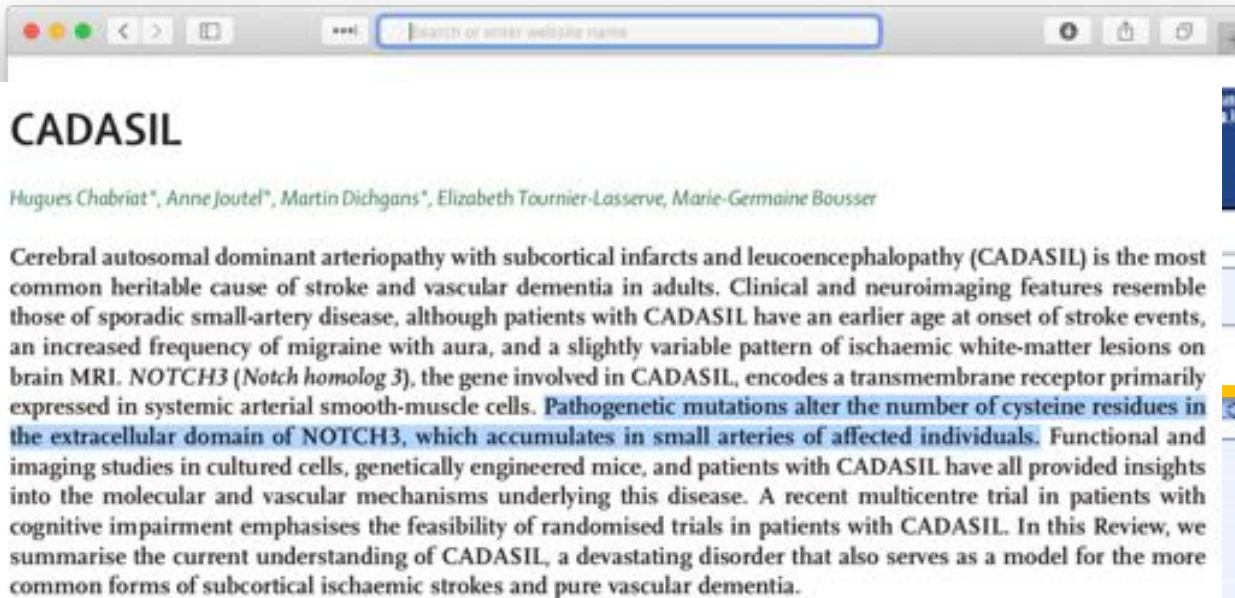 Search or enter website name
CADASIL
Hugues Chabriat*, Anne Joutel*, Martin Dichgans*, Elizabeth Tournier-Lasserve, Marie-Germaine Bousser
Cerebral autosomal dominant arteriopathy with subcortical infarcts and leucoencephalopathy (CADASIL) is the most
common heritable cause of stroke and vascular dementia in adults. Clinical and neuroimaging features resemble
those of sporadic small-artery disease, although patients with CADASIL have an earlier age at onset of stroke events,
an increased frequency of migraine with aura, and a slightly variable pattern of ischaemic white-matter lesions on
brain MRI. NOTCH3 (Notch homolog 3), the gene involved in CADASIL, encodes a transmembrane receptor primarily
expressed in systemic arterial smooth-muscle cells. Pathogenetic mutations alter the number of cysteine residues in
the extracellular domain of NOTCH3, which accumulates in small arteries of affected individuals. Functional and
imaging studies in cultured cells, genetically engineered mice, and patients with CADASIL have all provided insights
into the molecular and vascular mechanisms underlying this disease. A recent multicentre trial in patients with
cognitive impairment emphasises the feasibility of randomised trials in patients with CADASIL. In this Review, we
summarise the current understanding of CADASIL, a devastating disorder that also serves as a model for the more
common forms of subcortical ischaemic strokes and pure vascular dementia.